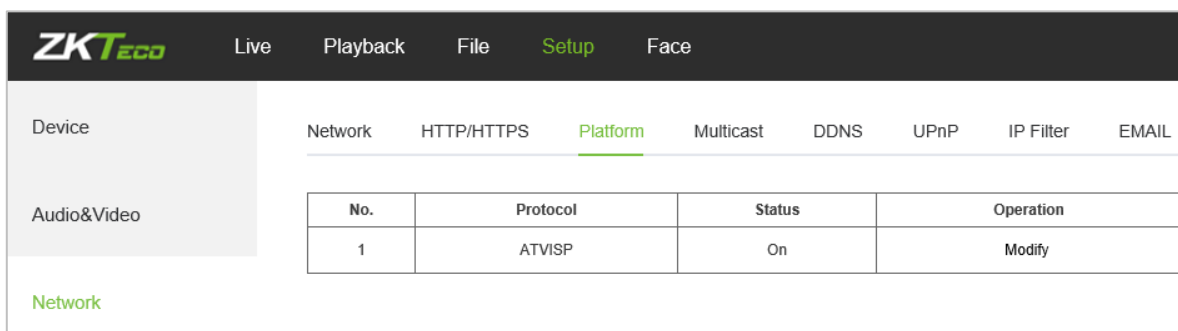 ZKTeco Live Playback File Setup Face
Device
Network HTTP/HTTPS Platform Multicast DDNS UPnP IP Filter EMAIL
Audio&Video
No. Protocol Status Operation
1 ATVISP On Modify
Network